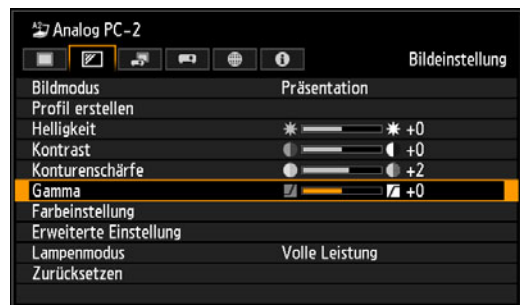 Analog PC-2
Bildeinstellung
Bildmodus Präsentation
Profil erstellen
Helligkeit +0
Kontrast +0
Konturenschärfe +2
Gamma +0
Farbeinstellung
Erweiterte Einstellung
Lampenmodus Volle Leistung
Zurücksetzen